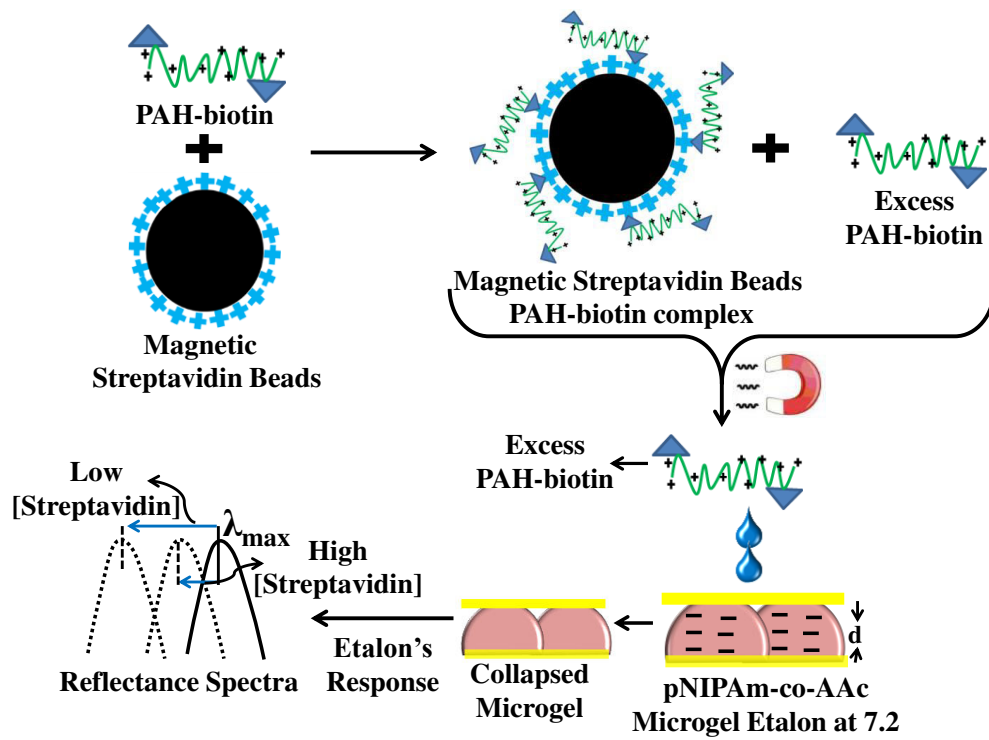 PAH-biotin
Magnetic
Streptavidin Beads
Magnetic Streptavidin Beads
PAH-biotin complex
Excess
PAH-biotin
Excess
PAH-biotin
Low
[Streptavidin]
λmax
High
[Streptavidin]
Reflectance Spectra
Etalon's
Response
Collapsed
Microgel
d
pNIPAm-co-AAc
Microgel Etalon at 7.2